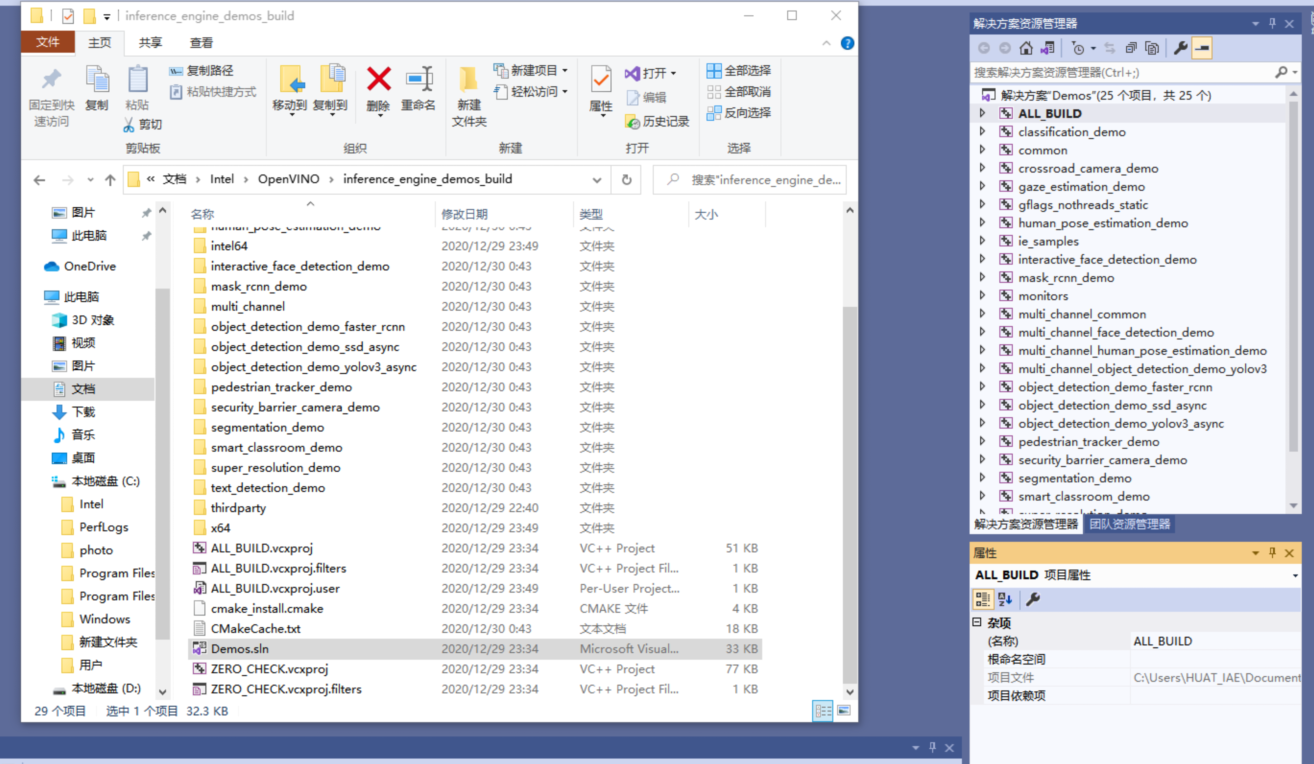 inference_engine_demos_build
文件 主页 共享 查看
固定到快速访问
复制
粘贴
复制路径
粘贴快捷方式
剪切
移动到 复制到 删除 重命名
新建文件夹
新建项目
轻松访问
属性
打开
编辑
历史记录
全部选择
全部取消
反向选择
剪贴板 组织 新建 打开 选择
« 文档 › Intel › OpenVINO › inference_engine_demos_build
搜索"inference_engine_de...
图片
此电脑
OneDrive
此电脑
3D 对象
视频
图片
文档
下载
音乐
桌面
本地磁盘 (C:)
Intel
PerfLogs
photo
Program Files
Program Files
Windows
新建文件夹
用户
本地磁盘 (D:)
名称 修改日期 类型 大小
human_pose_estimation_demo 2020/12/30 0:43 文件夹
intel64 2020/12/29 23:49 文件夹
interactive_face_detection_demo 2020/12/30 0:43 文件夹
mask_rcnn_demo 2020/12/30 0:43 文件夹
multi_channel 2020/12/30 0:43 文件夹
object_detection_demo_faster_rcnn 2020/12/30 0:43 文件夹
object_detection_demo_ssd_async 2020/12/30 0:43 文件夹
object_detection_demo_yolov3_async 2020/12/30 0:43 文件夹
pedestrian_tracker_demo 2020/12/30 0:43 文件夹
security_barrier_camera_demo 2020/12/30 0:43 文件夹
segmentation_demo 2020/12/30 0:43 文件夹
smart_classroom_demo 2020/12/30 0:43 文件夹
super_resolution_demo 2020/12/30 0:43 文件夹
text_detection_demo 2020/12/30 0:43 文件夹
thirdparty 2020/12/29 22:40 文件夹
x64 2020/12/29 23:49 文件夹
ALL_BUILD.vcxproj 2020/12/29 23:34 VC++ Project 51 KB
ALL_BUILD.vcxproj.filters 2020/12/29 23:34 VC++ Project Fil... 1 KB
ALL_BUILD.vcxproj.user 2020/12/29 23:49 Per-User Project... 1 KB
cmake_install.cmake 2020/12/29 23:34 CMAKE 文件 4 KB
CMakeCache.txt 2020/12/30 0:43 文本文档 18 KB
Demos.sln 2020/12/29 23:34 Microsoft Visual... 33 KB
ZERO_CHECK.vcxproj 2020/12/29 23:34 VC++ Project 77 KB
ZERO_CHECK.vcxproj.filters 2020/12/29 23:34 VC++ Project Fil... 1 KB
29 个项目 选中 1 个项目 32.3 KB
解决方案资源管理器
搜索解决方案资源管理器(Ctrl+;)
解决方案"Demos"(25 个项目，共 25 个)
ALL_BUILD
classification_demo
common
crossroad_camera_demo
gaze_estimation_demo
gflags_nothreads_static
human_pose_estimation_demo
ie_samples
interactive_face_detection_demo
mask_rcnn_demo
monitors
multi_channel_common
multi_channel_face_detection_demo
multi_channel_human_pose_estimation_demo
multi_channel_object_detection_demo_yolov3
object_detection_demo_faster_rcnn
object_detection_demo_ssd_async
object_detection_demo_yolov3_async
pedestrian_tracker_demo
security_barrier_camera_demo
segmentation_demo
smart_classroom_demo
super_resolution_demo
解决方案资源管理器 团队资源管理器
属性
ALL_BUILD 项目属性
杂项
(名称) ALL_BUILD
根命名空间
项目文件 C:\Users\HUAT_IAE\Document
项目依赖项